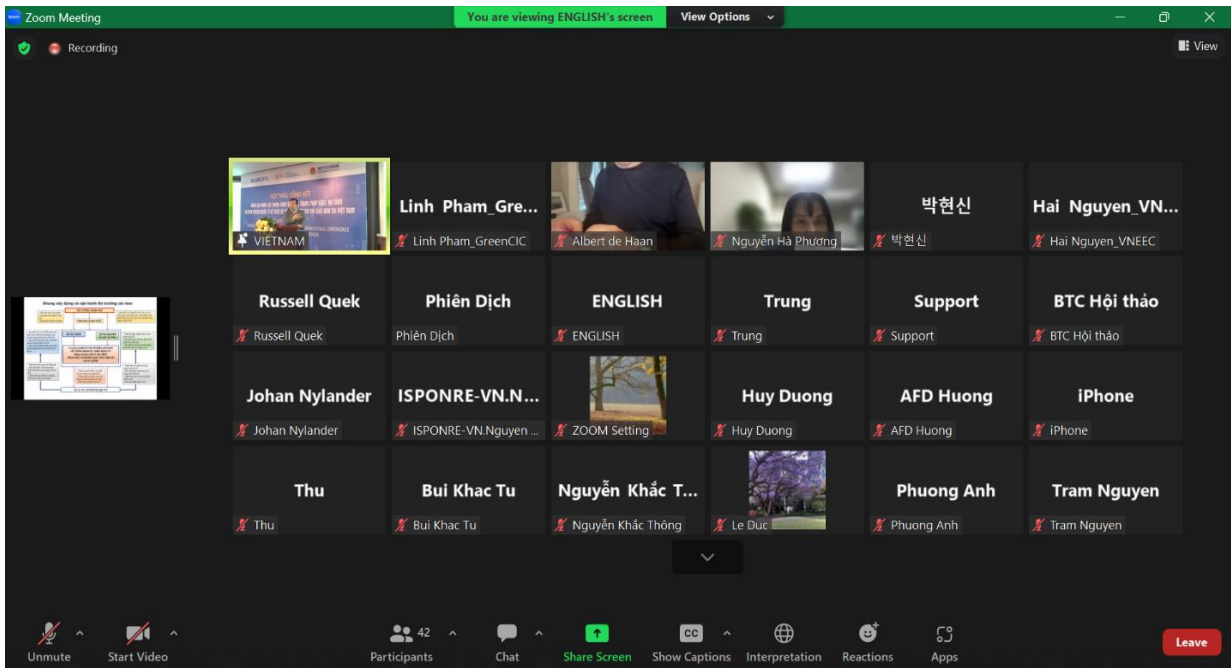 Zoom Meeting
You are viewing ENGLISH's screen
View Options
Recording
View
VIETNAM
Linh Pham_Gre...
Linh Pham_GreenCIC
Albert de Haan
Nguyễn Hà Phương
박현신
박현신
Hai Nguyen_VN...
Hai Nguyen_VNEEC
Russell Quek
Russell Quek
Phiên Dịch
Phiên Dịch
ENGLISH
ENGLISH
Trung
Trung
Support
Support
BTC Hội thảo
BTC Hội thảo
Johan Nylander
Johan Nylander
ISPONRE-VN.N...
ISPONRE-VN.Nguyen ...
ZOOM Setting
Huy Duong
Huy Duong
AFD Huong
AFD Huong
iPhone
iPhone
Thu
Thu
Bui Khac Tu
Bui Khac Tu
Nguyễn Khắc T...
Nguyễn Khắc Thông
Le Duc
Phuong Anh
Phuong Anh
Tram Nguyen
Tram Nguyen
Unmute
Start Video
42
Participants
Chat
Share Screen
CC
Show Captions
Interpretation
Reactions
Apps
Leave